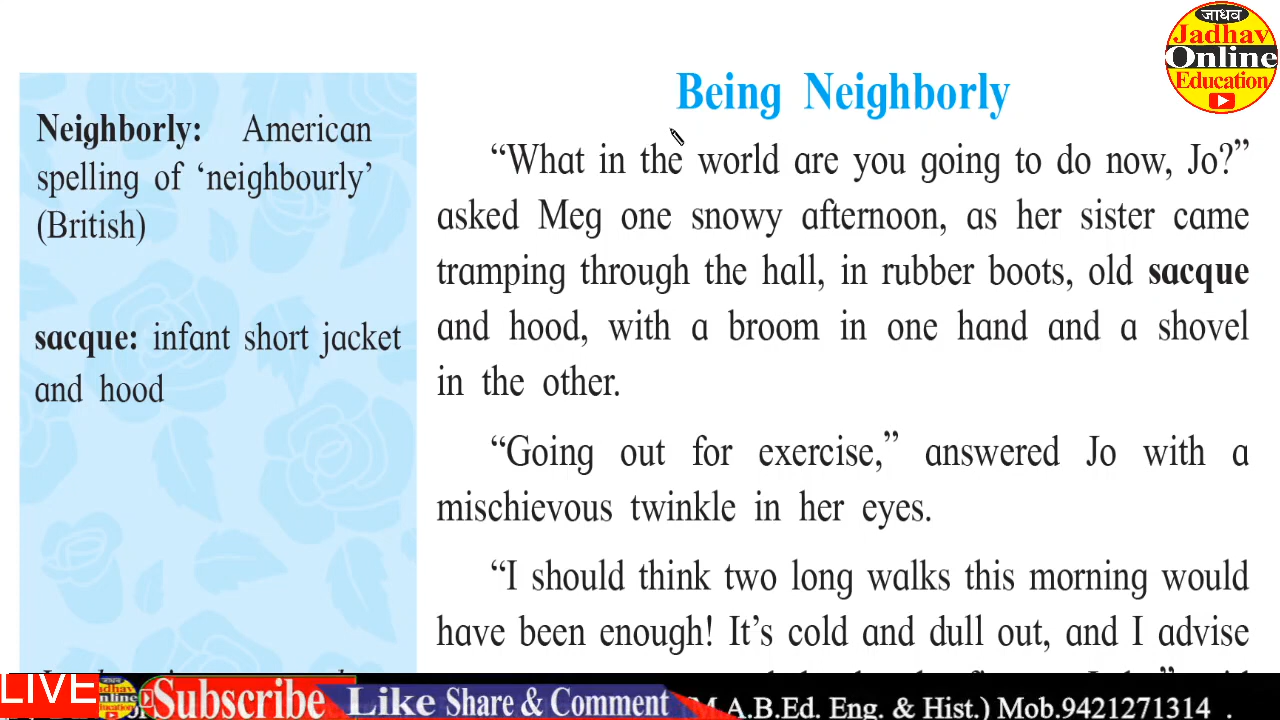 जाधव
Jadhav
Online
Education
Being Neighborly
Neighborly: American
spelling of ‘neighbourly’
(British)
sacque: infant short jacket
and hood
“What in the world are you going to do now, Jo?”
asked Meg one snowy afternoon, as her sister came
tramping through the hall, in rubber boots, old sacque
and hood, with a broom in one hand and a shovel
in the other.
“Going out for exercise,” answered Jo with a
mischievous twinkle in her eyes.
“I should think two long walks this morning would
have been enough! It’s cold and dull out, and I advise
LIVE
Jadhav
Online
Education
Subscribe
Like Share & Comment
M.A.B.Ed. Eng. & Hist.) Mob.9421271314 .